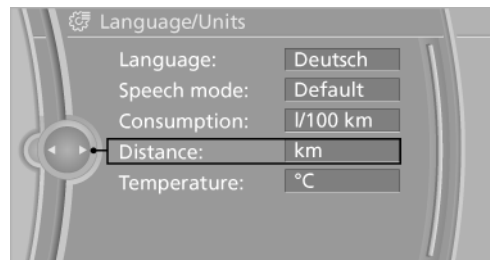 Language/Units
Language: Deutsch
Speech mode: Default
Consumption: l/100 km
Distance: km
Temperature: °C